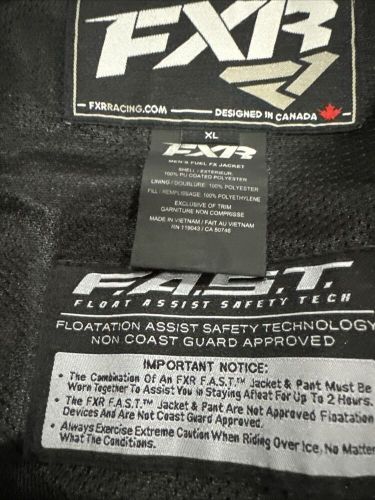 FXR
FXRRACING.COM DESIGNED IN CANADA
XL
FXR
MEN'S FUEL FX JACKET
SHELL / EXTERIEUR:
100% PU COATED POLYESTER
LINING / DOUBLURE: 100% POLYESTER
FILL / REMPLISSAGE: 100% POLYETHYLENE
EXCLUSIVE OF TRIM
GARNITURE NON COMPRISE
MADE IN VIETNAM / FAIT AU VIETNAM
RN 119043 / CA 50746
F.A.S.T.
FLOAT ASSIST SAFETY TECH
FLOATATION ASSIST SAFETY TECHNOLOGY
NON COAST GUARD APPROVED
IMPORTANT NOTICE:
• The Combination Of An FXR F.A.S.T.™ Jacket & Pant Must Be
Worn Together To Assist You in Staying Afloat For Up To 2 Hours.
• The FXR F.A.S.T.™ Jacket & Pant Are Not Approved Floatation
Devices And Are Not Coast Guard Approved.
• Always Exercise Extreme Caution When Riding Over Ice, No Matter
What The Conditions.